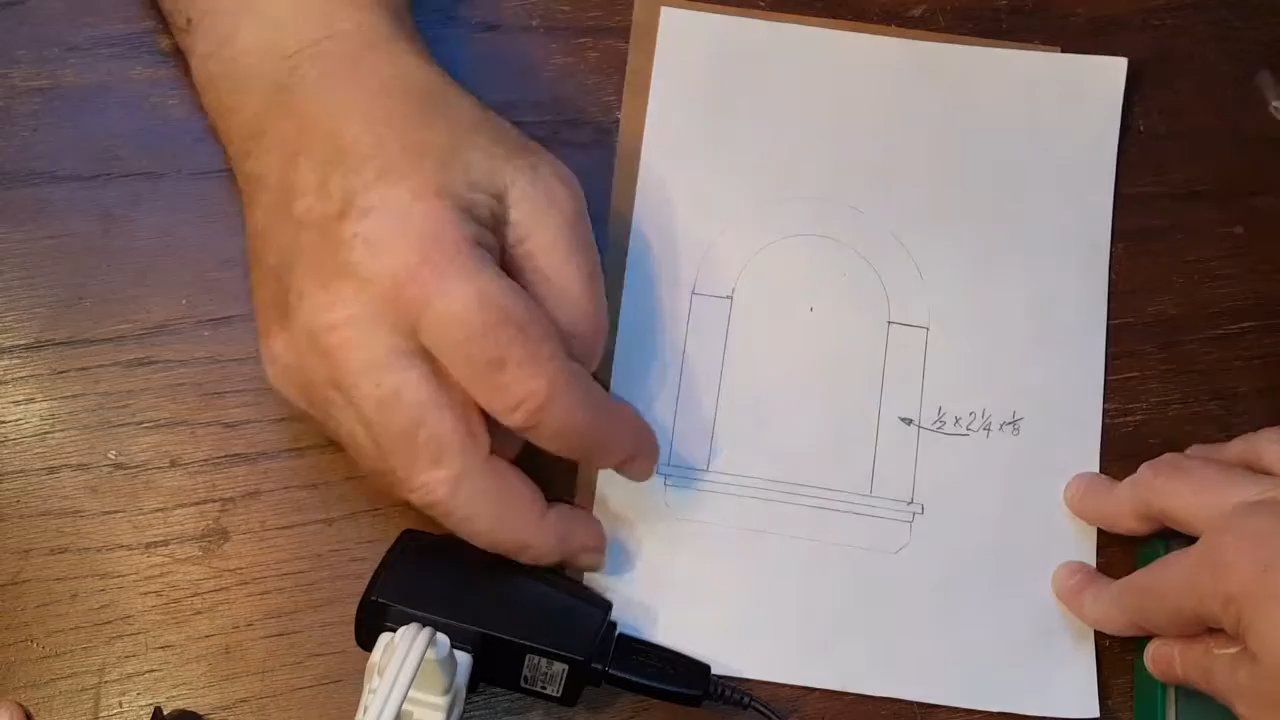 ½ × 2¼ × ⅛